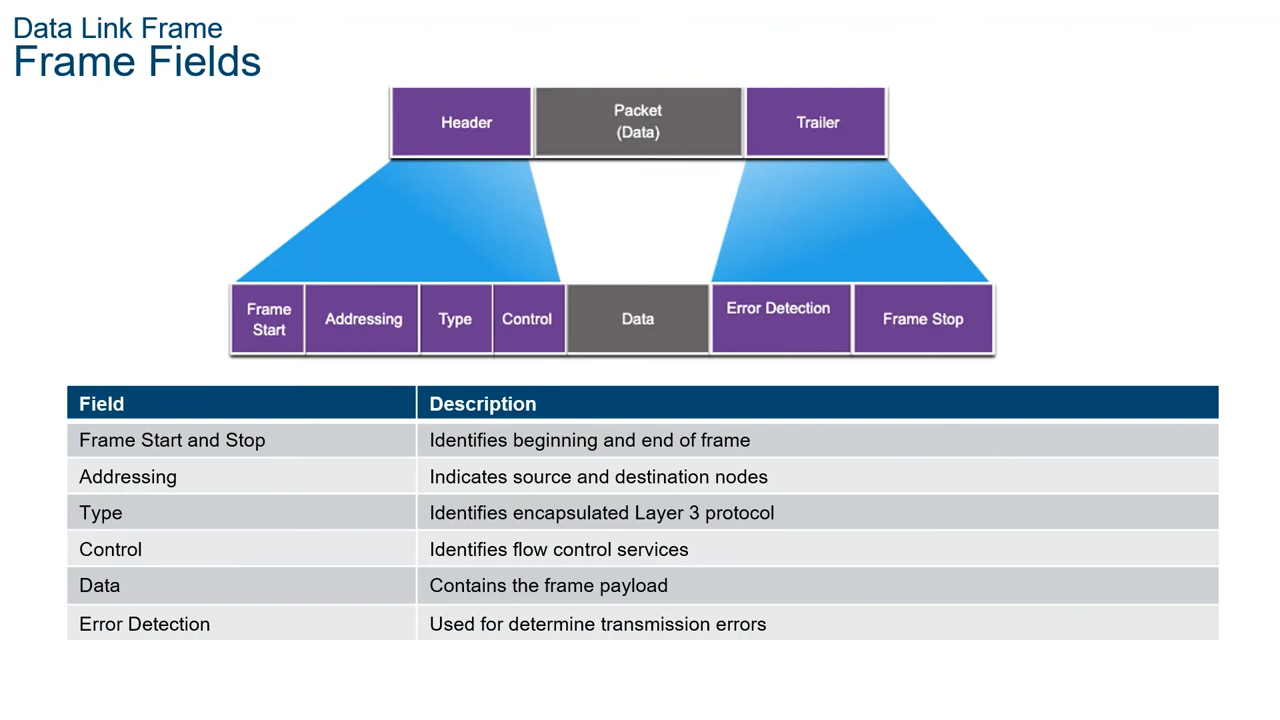 Data Link Frame
Frame Fields
Header
Packet
(Data)
Trailer
Frame
Start
Addressing
Type
Control
Data
Error Detection
Frame Stop
Field Description
Frame Start and Stop Identifies beginning and end of frame
Addressing Indicates source and destination nodes
Type Identifies encapsulated Layer 3 protocol
Control Identifies flow control services
Data Contains the frame payload
Error Detection Used for determine transmission errors